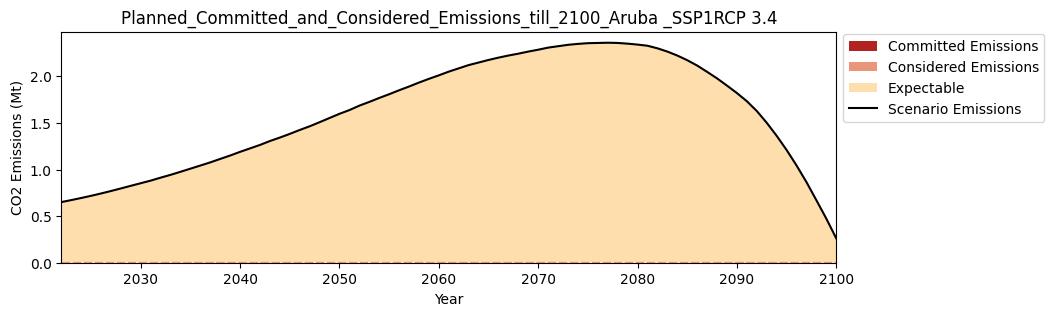 Planned_Committed_and_Considered_Emissions_till_2100_Aruba _SSP1RCP 3.4
Committed Emissions
Considered Emissions
Expectable
Scenario Emissions
CO2 Emissions (Mt)
2.0
1.5
1.0
0.5
0.0
2030 2040 2050 2060 2070 2080 2090 2100
Year